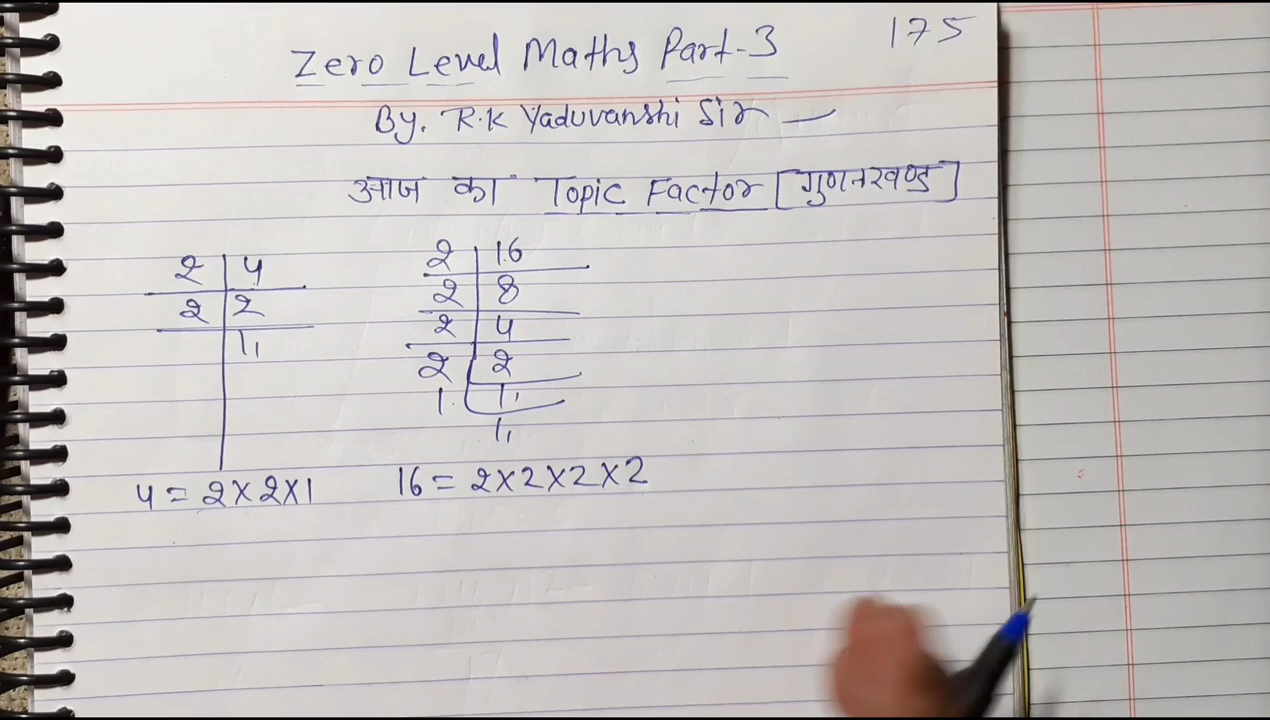 175
Zero Level Maths Part-3
By. R.K Yaduvanshi Sir
आज का Topic Factor [गुणनखण्ड]
2 | 4
2 | 2
1
2 | 16
2 | 8
2 | 4
2 | 2
1 | 1
1
4 = 2×2×1
16 = 2×2×2×2